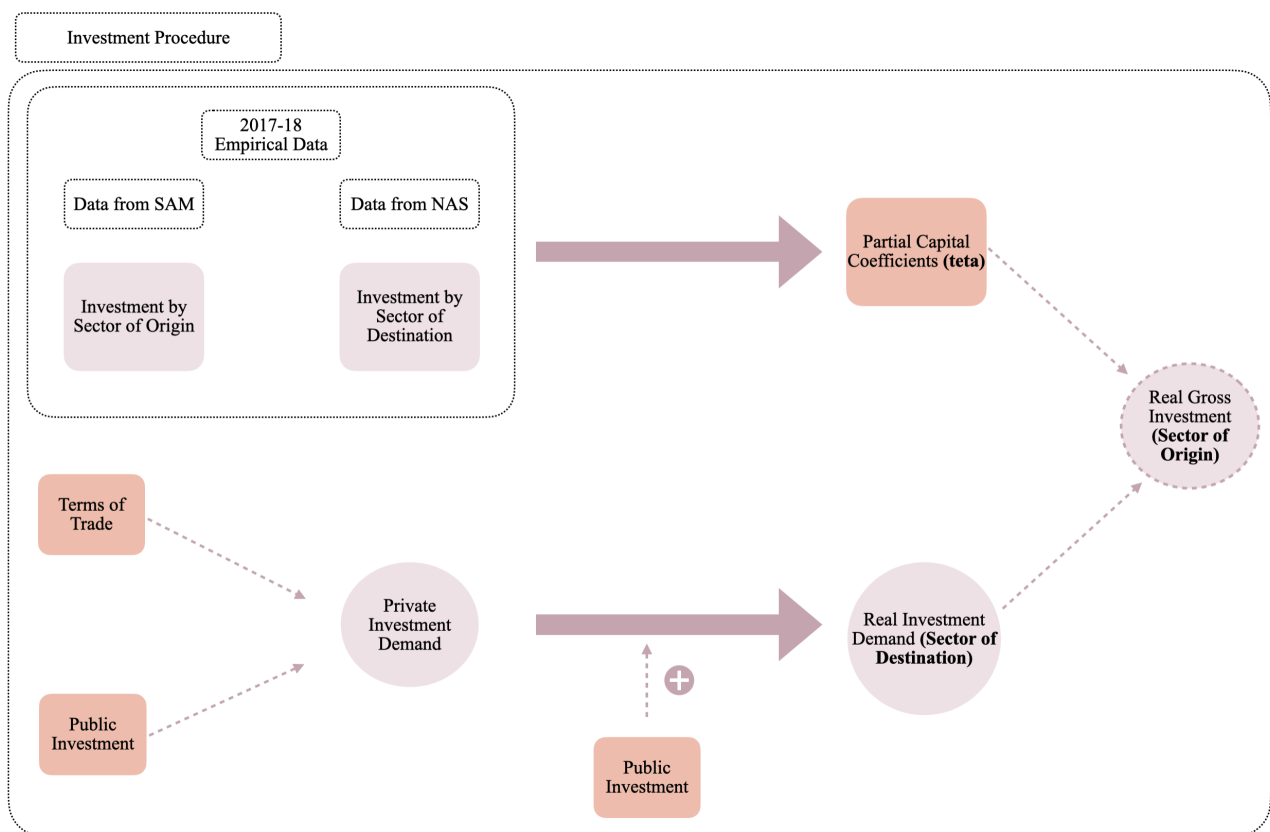 Investment Procedure
2017-18
Empirical Data
Data from SAM
Data from NAS
Investment by
Sector of Origin
Investment by
Sector of
Destination
Partial Capital
Coefficients (teta)
Real Gross
Investment
(Sector of
Origin)
Terms of
Trade
Private
Investment
Demand
Real Investment
Demand (Sector of
Destination)
Public
Investment
+
Public
Investment